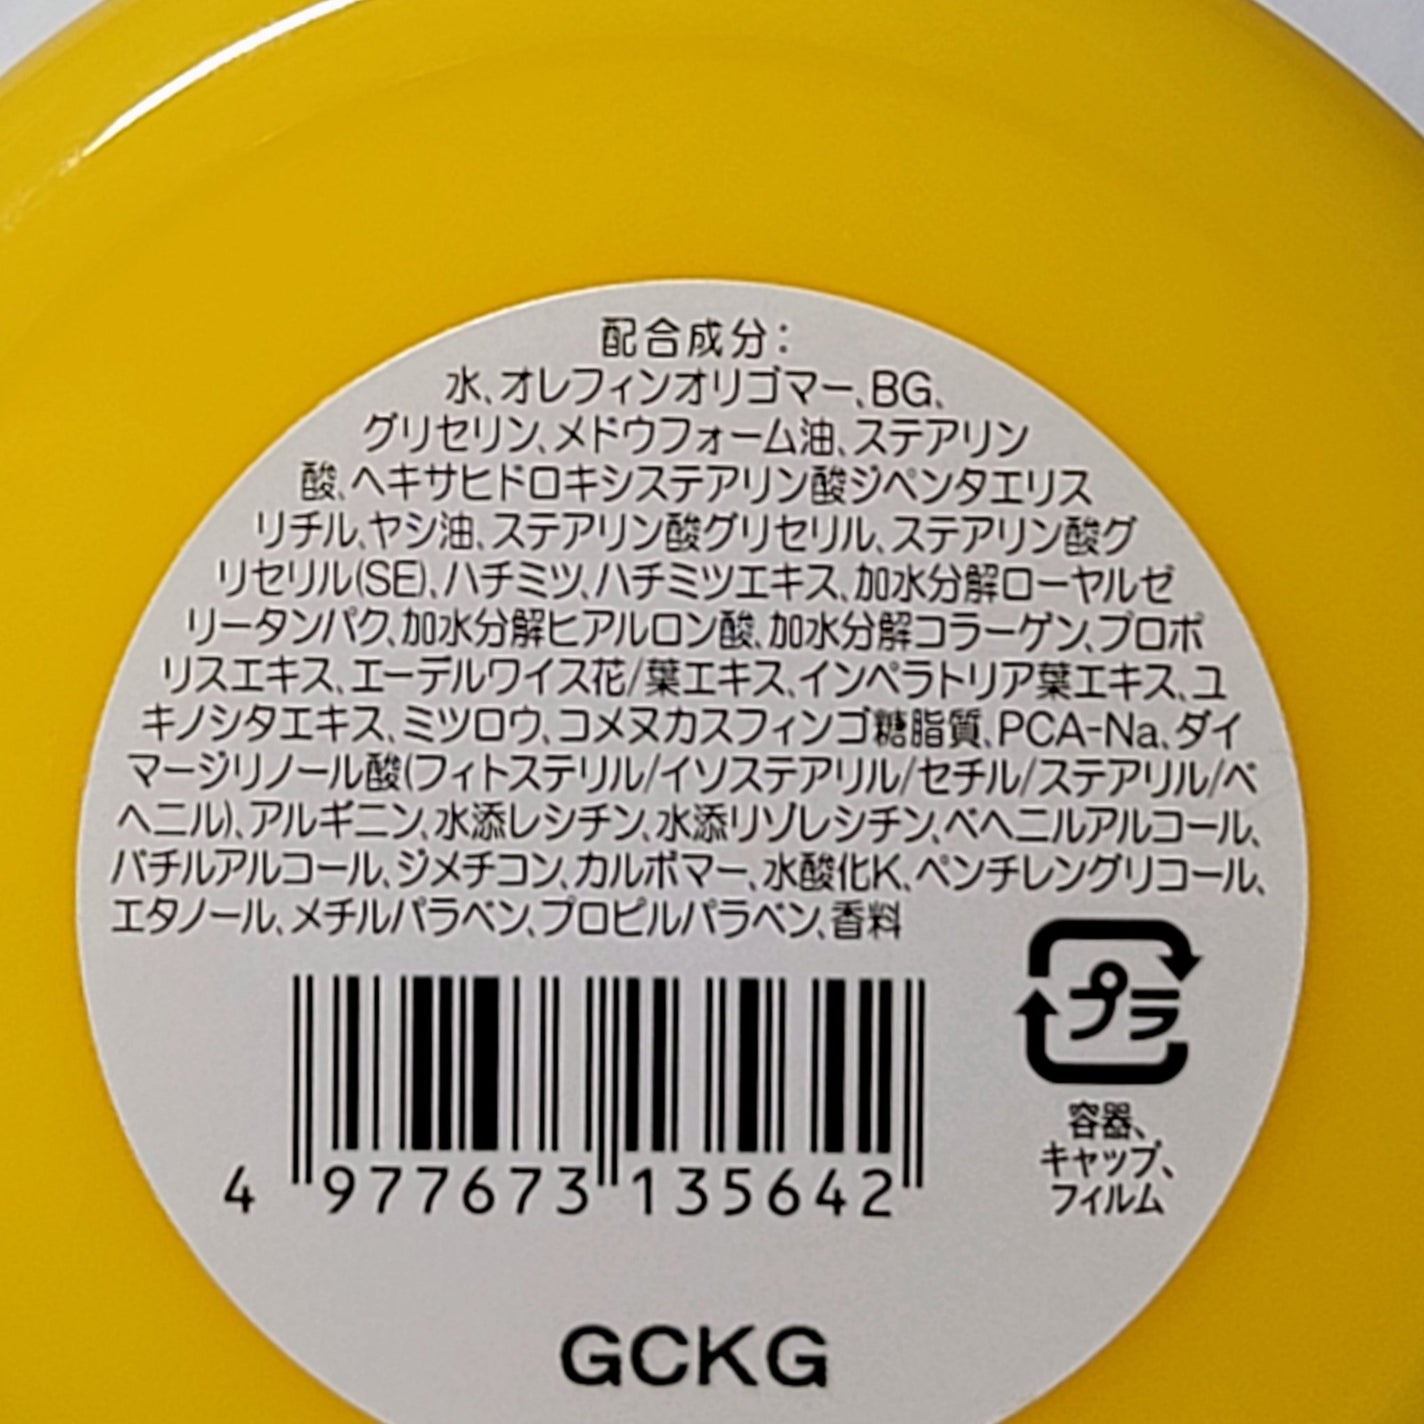 配合成分:
水、オレフィンオリゴマー、BG、
グリセリン、メドウフォーム油、ステアリン
酸、ヘキサヒドロキシステアリン酸ジペンタエリス
リチル、ヤシ油、ステアリン酸グリセリル、ステアリン酸グ
リセリル(SE)、ハチミツ、ハチミツエキス、加水分解ローヤルゼ
リータンパク、加水分解ヒアルロン酸、加水分解コラーゲン、プロポ
リスエキス、エーデルワイス花/葉エキス、インペラトリア葉エキス、ユ
キノシタエキス、ミツロウ、コメヌカスフィンゴ糖脂質、PCA-Na、ダイ
マージリノール酸(フィトステリル/イソステアリル/セチル/ステアリル/ベ
ヘニル)、アルギニン、水添レシチン、水添リゾレシチン、ベヘニルアルコール、
バチルアルコール、ジメチコン、カルボマー、水酸化K、ペンチレングリコール、
エタノール、メチルパラベン、プロピルパラベン、香料
プラ
容器、
キャップ、
フィルム
4 977673 135642
GCKG